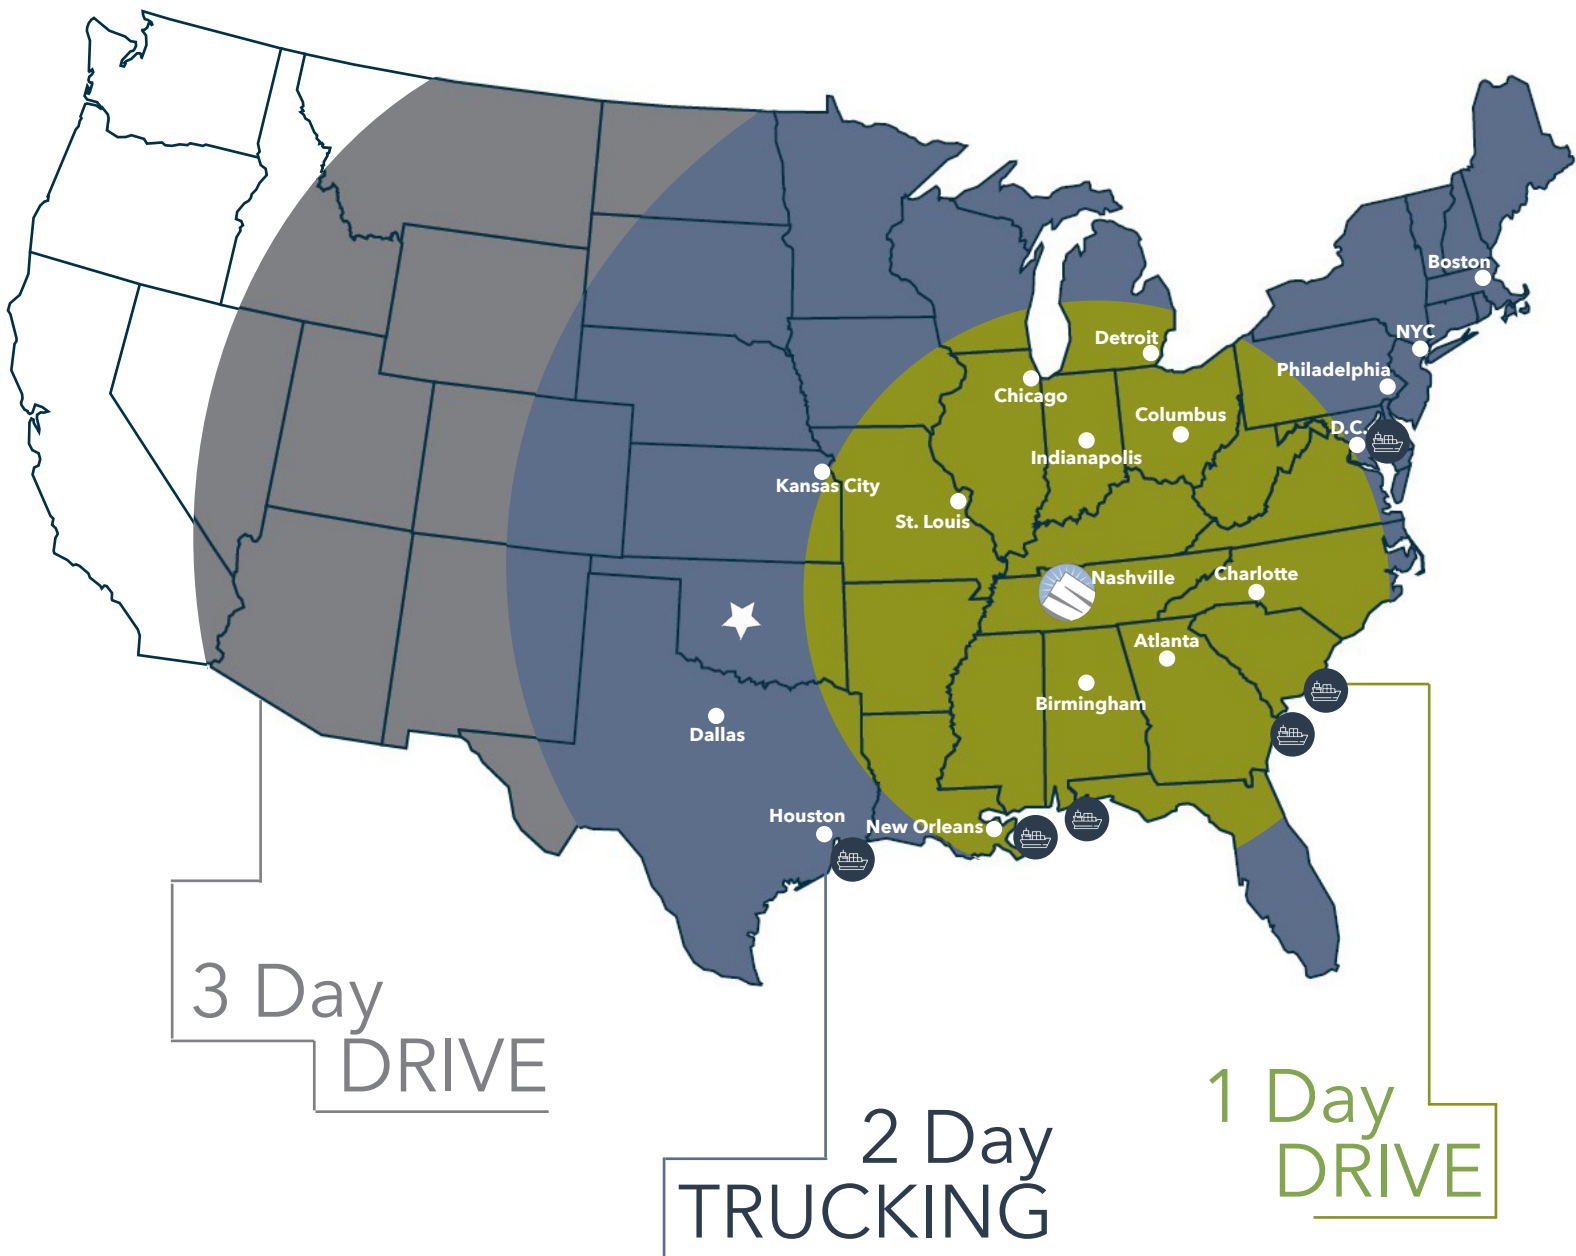 Boston
NYC
Detroit
Philadelphia
Chicago
Columbus
D.C.
Indianapolis
Kansas City
St. Louis
Nashville
Charlotte
Atlanta
Birmingham
Dallas
Houston
New Orleans
3 Day
DRIVE
1 Day
DRIVE
2 Day
TRUCKING